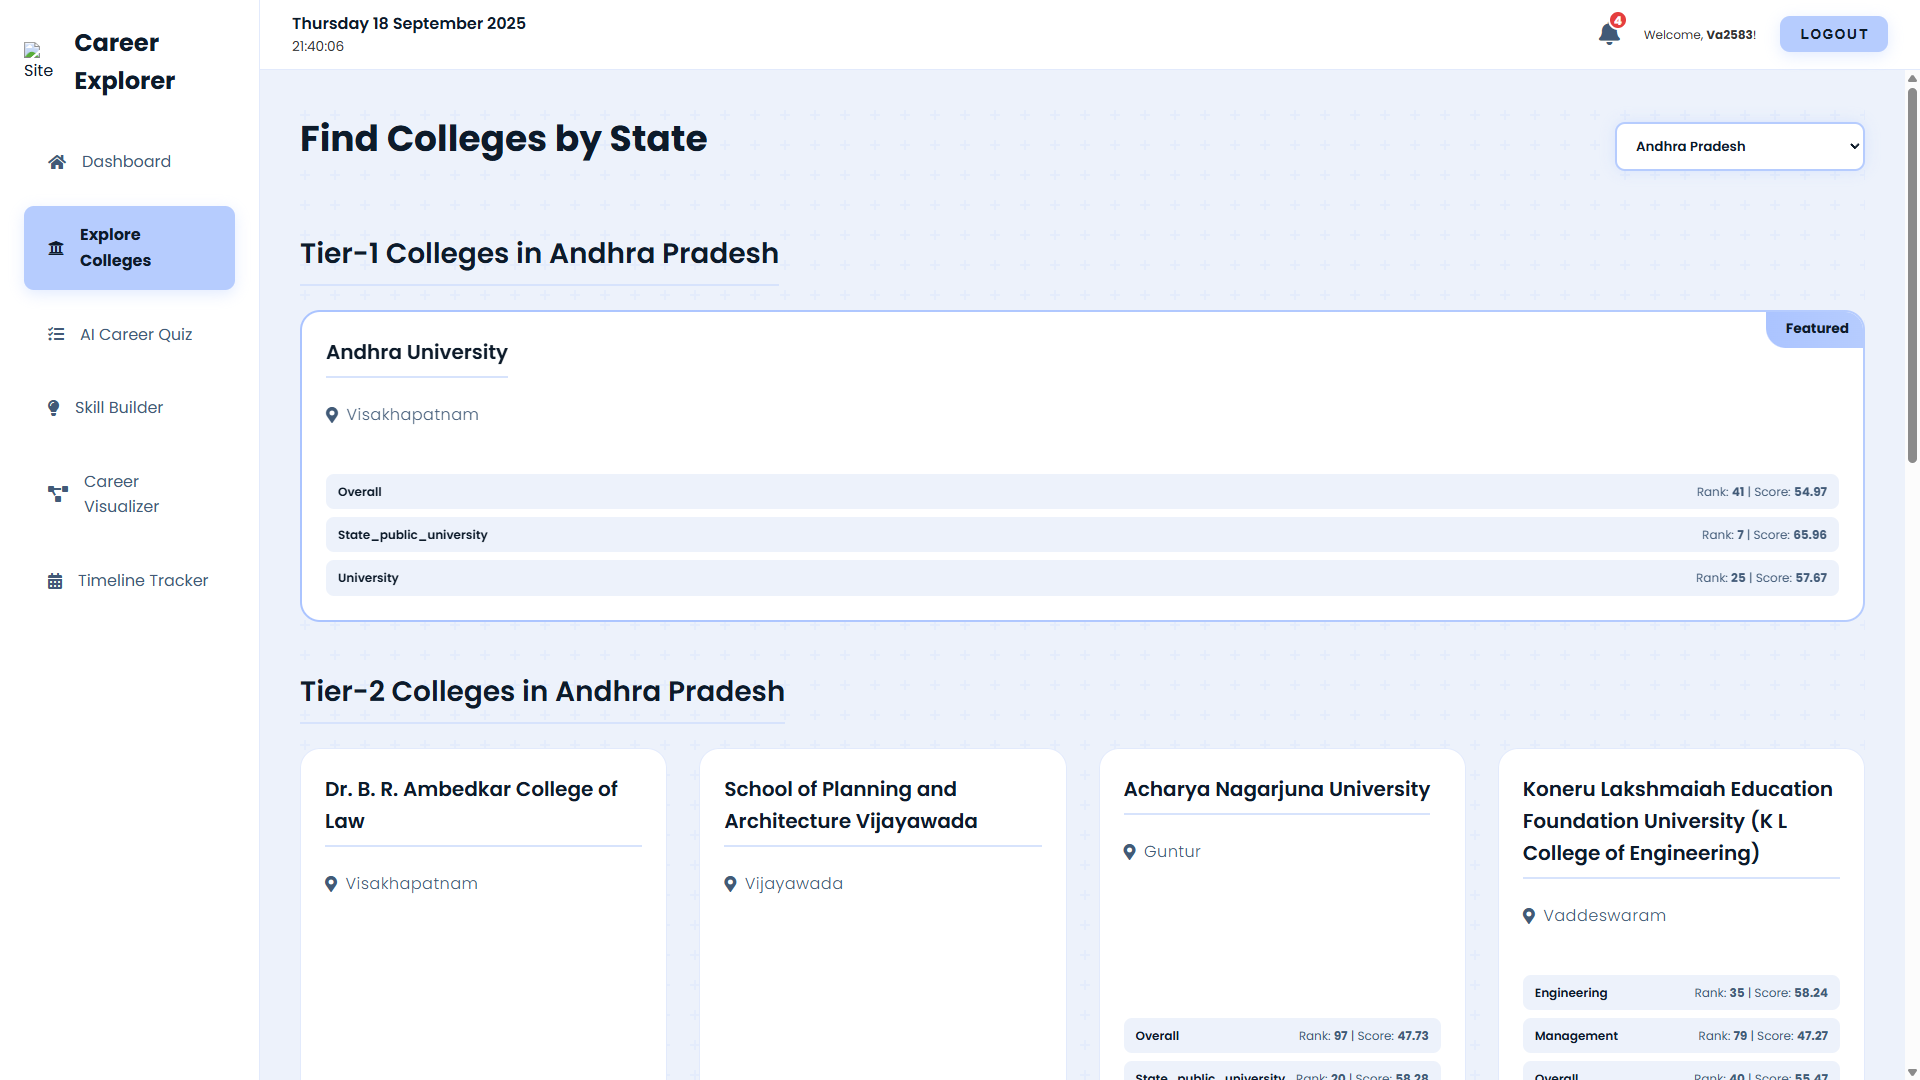 Site
Career
Explorer
Dashboard
Explore
Colleges
AI Career Quiz
Skill Builder
Career
Visualizer
Timeline Tracker
Thursday 18 September 2025
21:40:06
4
Welcome, Va2583!
LOGOUT
Find Colleges by State
Andhra Pradesh
Tier-1 Colleges in Andhra Pradesh
Featured
Andhra University
Visakhapatnam
Overall Rank: 41 | Score: 54.97
State_public_university Rank: 7 | Score: 65.96
University Rank: 25 | Score: 57.67
Tier-2 Colleges in Andhra Pradesh
Dr. B. R. Ambedkar College of
Law
Visakhapatnam
School of Planning and
Architecture Vijayawada
Vijayawada
Acharya Nagarjuna University
Guntur
Overall Rank: 97 | Score: 47.73
State_public_university Rank: 20 | Score: 58.28
Koneru Lakshmaiah Education
Foundation University (K L
College of Engineering)
Vaddeswaram
Engineering Rank: 35 | Score: 58.24
Management Rank: 79 | Score: 47.27
Overall Rank: 40 | Score: 55.47